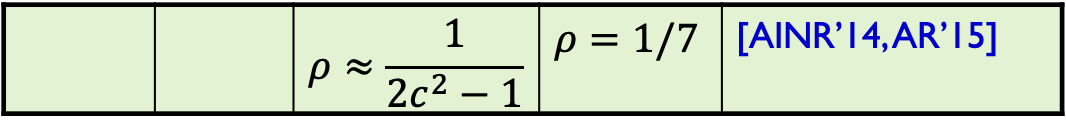 ρ ≈ 1/(2c² − 1) ρ = 1/7 [AINR'14, AR'15]